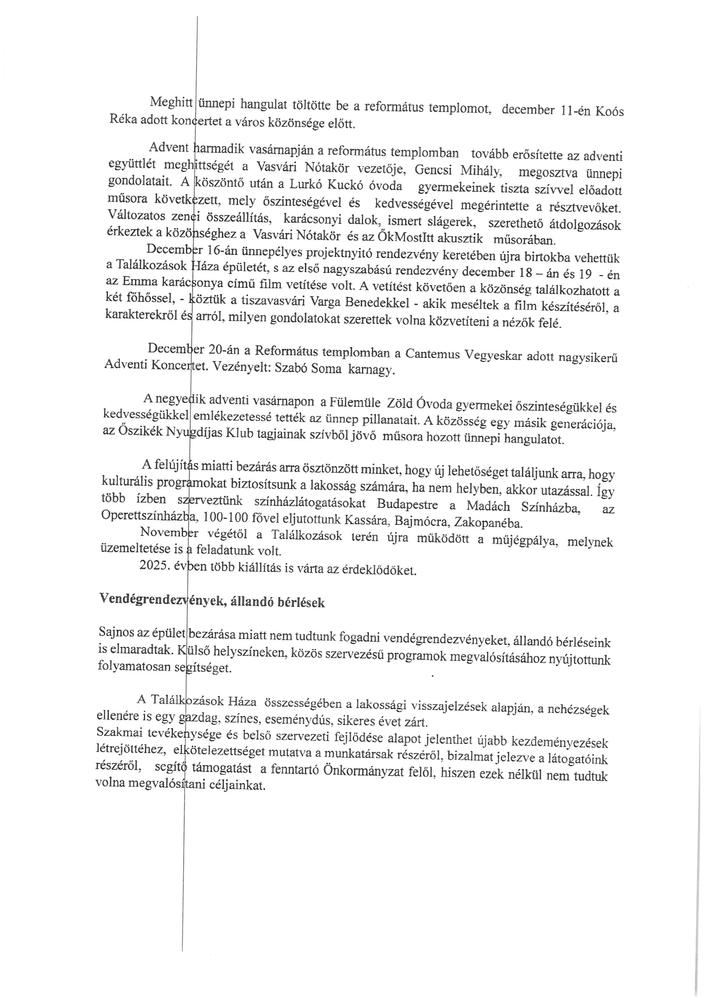 Meghitt ünnepi hangulat töltötte be a református templomot, december 11-én Koós
Réka adott koncertet a város közönsége előtt.
Advent harmadik vasárnapján a református templomban tovább erősítette az adventi
együttlét meghittségét a Vasvári Nótakör vezetője, Gencsi Mihály, megosztva ünnepi
gondolatait. A köszöntő után a Lurkó Kuckó óvoda gyermekeinek tiszta szívvel előadott
műsora következett, mely őszinteségével és kedvességével megérintette a résztvevőket.
Változatos zenei összeállítás, karácsonyi dalok, ismert slágerek, szerethető átdolgozások
érkeztek a közönséghez a Vasvári Nótakör és az ŐkMostItt akusztik műsorában.
December 16-án ünnepélyes projektnyitó rendezvény keretében újra birtokba vehettük
a Találkozások Háza épületét, s az első nagyszabású rendezvény december 18 – án és 19 - én
az Emma karácsonya című film vetítése volt. A vetítést követően a közönség találkozhatott a
két főhőssel, - köztük a tiszavasvári Varga Benedekkel - akik meséltek a film készítéséről, a
karakterekről és arról, milyen gondolatokat szerettek volna közvetíteni a nézők felé.
December 20-án a Református templomban a Cantemus Vegyeskar adott nagysikerű
Adventi Koncertet. Vezényelt: Szabó Soma karnagy.
A negyedik adventi vasárnapon a Fülemüle Zöld Óvoda gyermekei őszinteségükkel és
kedvességükkel emlékezetessé tették az ünnep pillanatait. A közösség egy másik generációja,
az Őszikék Nyugdíjas Klub tagjainak szívből jövő műsora hozott ünnepi hangulatot.
A felújítás miatti bezárás arra ösztönzött minket, hogy új lehetőséget találjunk arra, hogy
kulturális programokat biztosítsunk a lakosság számára, ha nem helyben, akkor utazással. Így
több ízben szerveztünk színházlátogatásokat Budapestre a Madách Színházba, az
Operettszínházba, 100-100 fővel eljutottunk Kassára, Bajmócra, Zakopanéba.
November végétől a Találkozások terén újra működött a műjégpálya, melynek
üzemeltetése is a feladatunk volt.
2025. évben több kiállítás is várta az érdeklődőket.
Vendégrendezvények, állandó bérlések
Sajnos az épület bezárása miatt nem tudtunk fogadni vendégrendezvényeket, állandó bérléseink
is elmaradtak. Külső helyszíneken, közös szervezésű programok megvalósításához nyújtottunk
folyamatosan segítséget.
A Találkozások Háza összességében a lakossági visszajelzések alapján, a nehézségek
ellenére is egy gazdag, színes, eseménydús, sikeres évet zárt.
Szakmai tevékenysége és belső szervezeti fejlődése alapot jelenthet újabb kezdeményezések
létrejöttéhez, elkötelezettséget mutatva a munkatársak részéről, bizalmat jelezve a látogatóink
részéről, segítő támogatást a fenntartó Önkormányzat felől, hiszen ezek nélkül nem tudtuk
volna megvalósítani céljainkat.